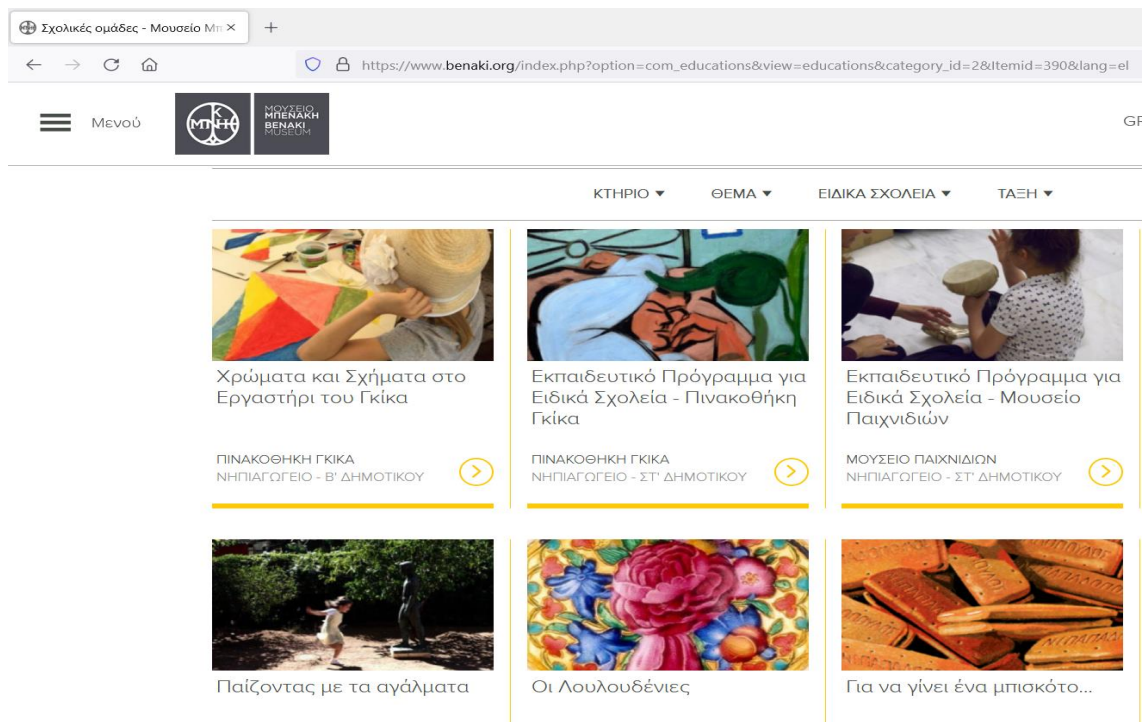 Σχολικές ομάδες - Μουσείο Μπ
https://www.benaki.org/index.php?option=com_educations&view=educations&category_id=2&Itemid=390&lang=el
Μενού
ΜΠΝΗ
Κ
ΜΟΥΣΕΙΟ
ΜΠΕΝΑΚΗ
BENAKI
MUSEUM
GR
ΚΤΗΡΙΟ ▼ ΘΕΜΑ ▼ ΕΙΔΙΚΑ ΣΧΟΛΕΙΑ ▼ ΤΑΞΗ ▼
Χρώματα και Σχήματα στο
Εργαστήρι του Γκίκα
ΠΙΝΑΚΟΘΗΚΗ ΓΚΙΚΑ
ΝΗΠΙΑΓΩΓΕΙΟ - Β' ΔΗΜΟΤΙΚΟΥ
Εκπαιδευτικό Πρόγραμμα για
Ειδικά Σχολεία - Πινακοθήκη
Γκίκα
ΠΙΝΑΚΟΘΗΚΗ ΓΚΙΚΑ
ΝΗΠΙΑΓΩΓΕΙΟ - ΣΤ' ΔΗΜΟΤΙΚΟΥ
Εκπαιδευτικό Πρόγραμμα για
Ειδικά Σχολεία - Μουσείο
Παιχνιδιών
ΜΟΥΣΕΙΟ ΠΑΙΧΝΙΔΙΩΝ
ΝΗΠΙΑΓΩΓΕΙΟ - ΣΤ' ΔΗΜΟΤΙΚΟΥ
Παίζοντας με τα αγάλματα
Οι Λουλουδένιες
Για να γίνει ένα μπισκότο...